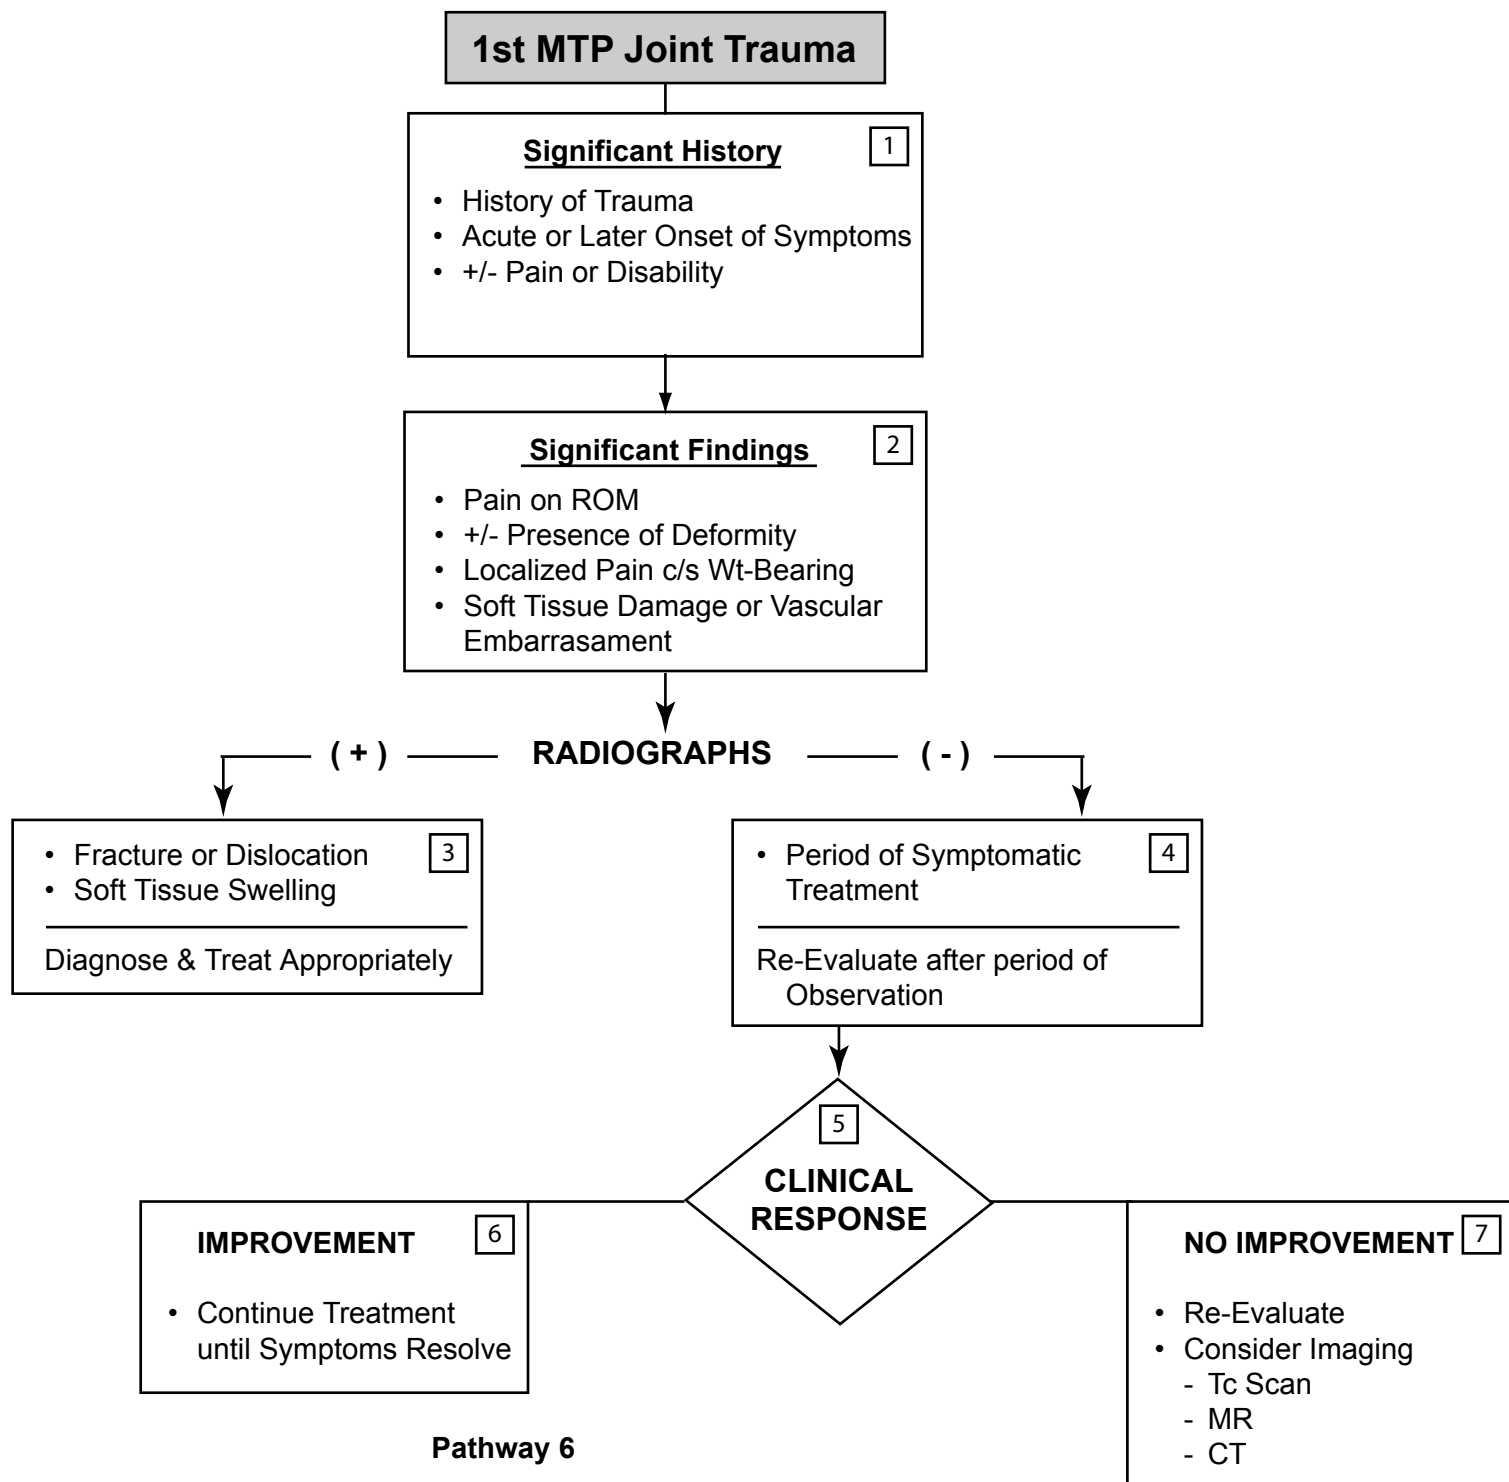 1st MTP Joint Trauma
Significant History
1
• History of Trauma
• Acute or Later Onset of Symptoms
• +/- Pain or Disability
Significant Findings
2
• Pain on ROM
• +/- Presence of Deformity
• Localized Pain c/s Wt-Bearing
• Soft Tissue Damage or Vascular
Embarrasament
( + )
RADIOGRAPHS
( - )
• Fracture or Dislocation
3
• Soft Tissue Swelling
Diagnose & Treat Appropriately
• Period of Symptomatic
4
Treatment
Re-Evaluate after period of
Observation
5
CLINICAL
RESPONSE
IMPROVEMENT
6
• Continue Treatment
until Symptoms Resolve
NO IMPROVEMENT
7
• Re-Evaluate
• Consider Imaging
- Tc Scan
- MR
- CT
Pathway 6